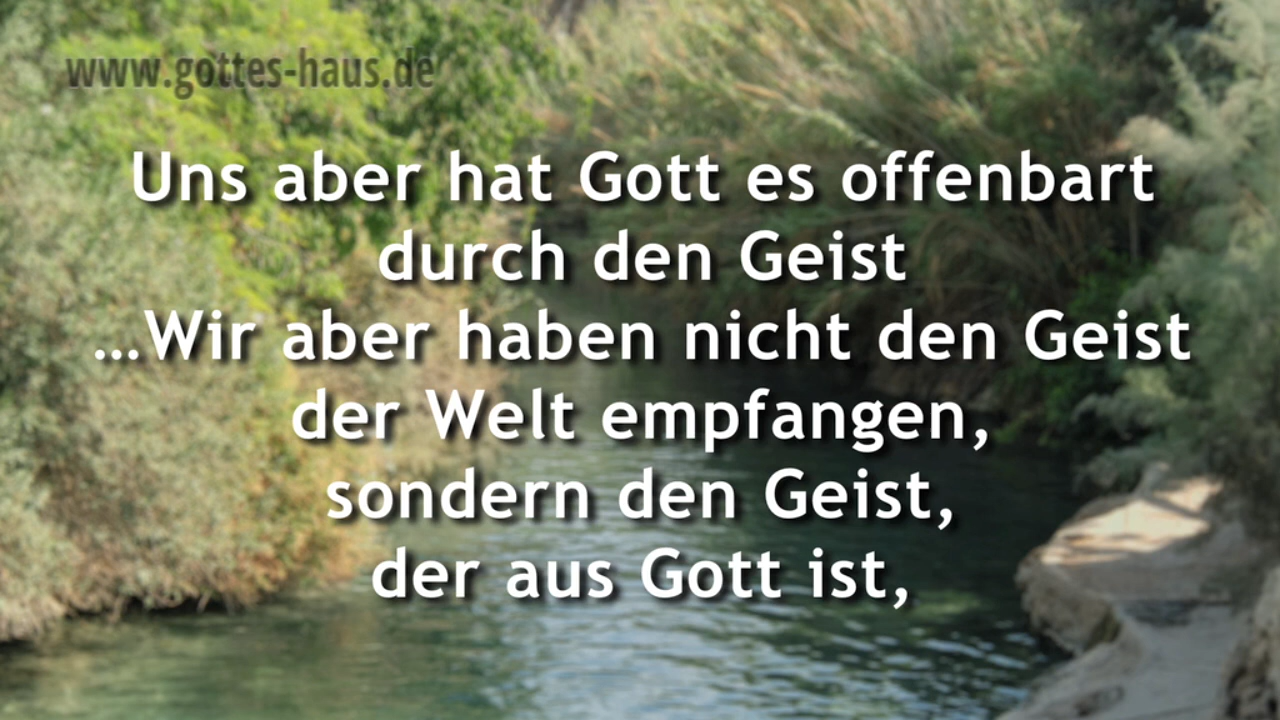 www.gottes-haus.de
Uns aber hat Gott es offenbart
durch den Geist
...Wir aber haben nicht den Geist
der Welt empfangen,
sondern den Geist,
der aus Gott ist,